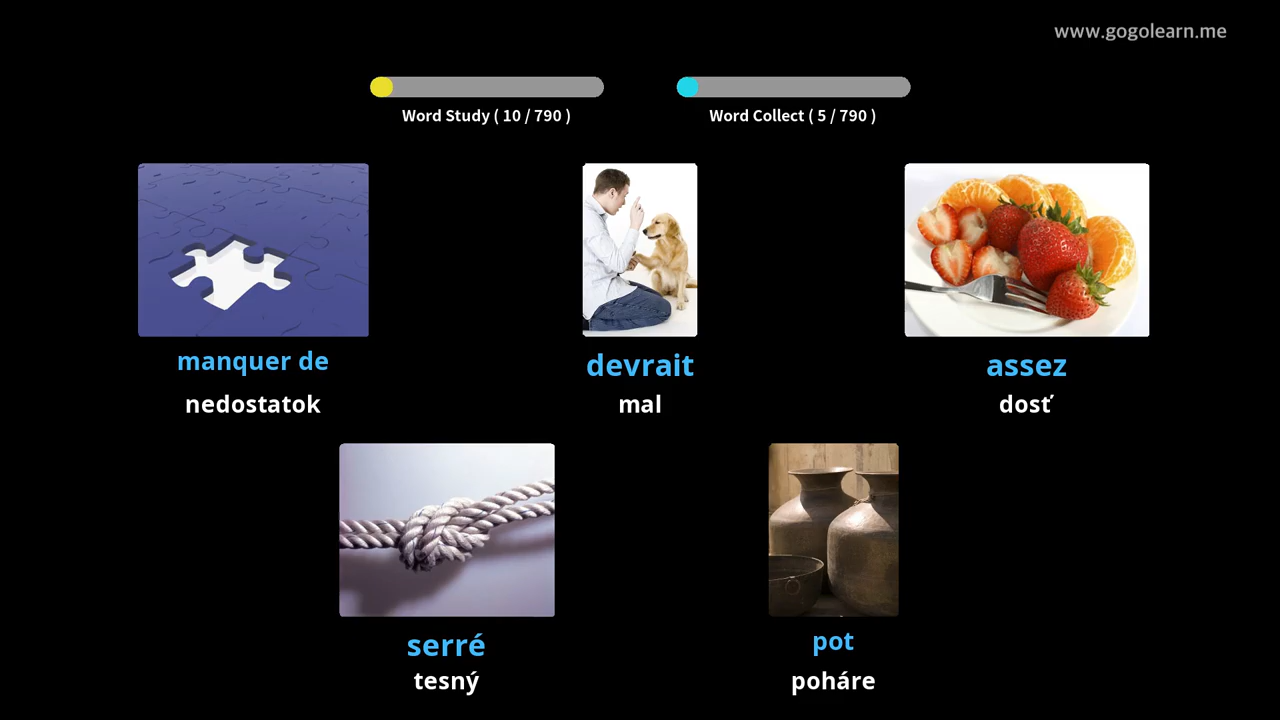 www.gogolearn.me
Word Study ( 10 / 790 )
Word Collect ( 5 / 790 )
manquer de
nedostatok
devrait
mal
assez
dosť
serré
tesný
pot
poháre